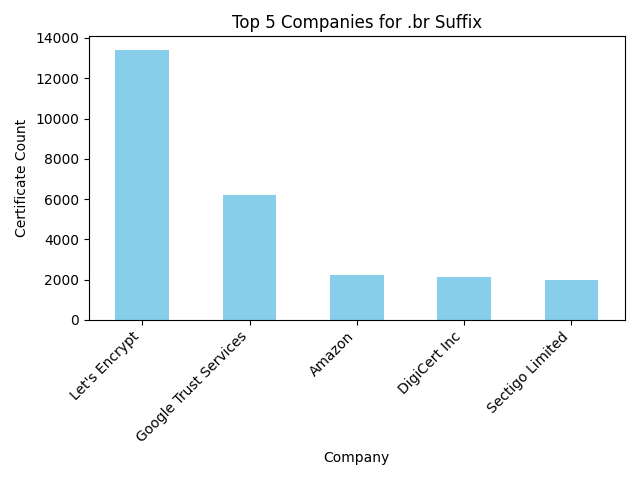 Top 5 Companies for .br Suffix
Certificate Count
14000
12000
10000
8000
6000
4000
2000
0
Let's Encrypt
Google Trust Services
Amazon
DigiCert Inc
Sectigo Limited
Company